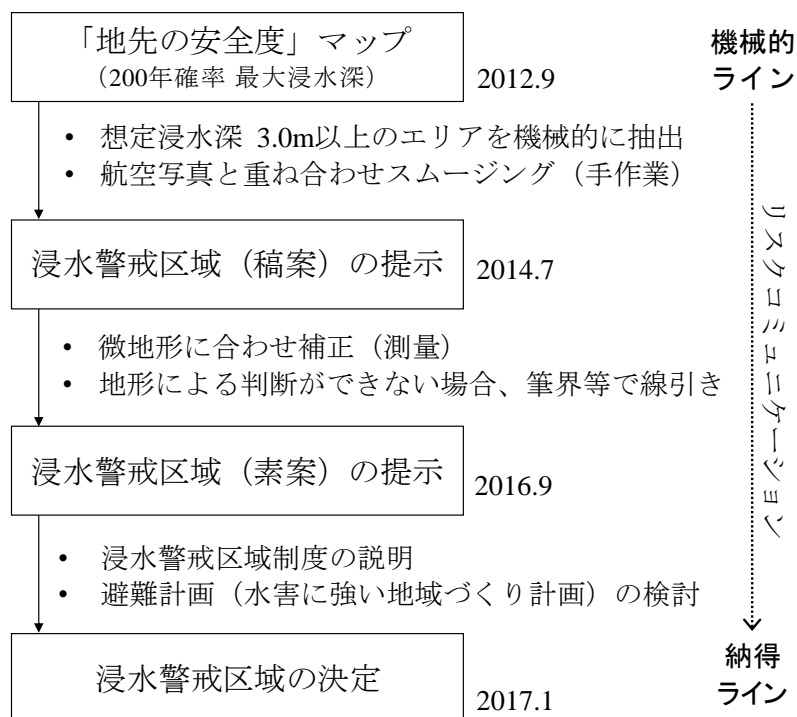 「地先の安全度」マップ
（200年確率 最大浸水深）
2012.9
機械的
ライン
• 想定浸水深 3.0m以上のエリアを機械的に抽出
• 航空写真と重ね合わせスムージング（手作業）
浸水警戒区域（稿案）の提示
2014.7
リスクコミュニケーション
• 微地形に合わせ補正（測量）
• 地形による判断ができない場合、筆界等で線引き
浸水警戒区域（素案）の提示
2016.9
• 浸水警戒区域制度の説明
• 避難計画（水害に強い地域づくり計画）の検討
浸水警戒区域の決定
2017.1
納得
ライン